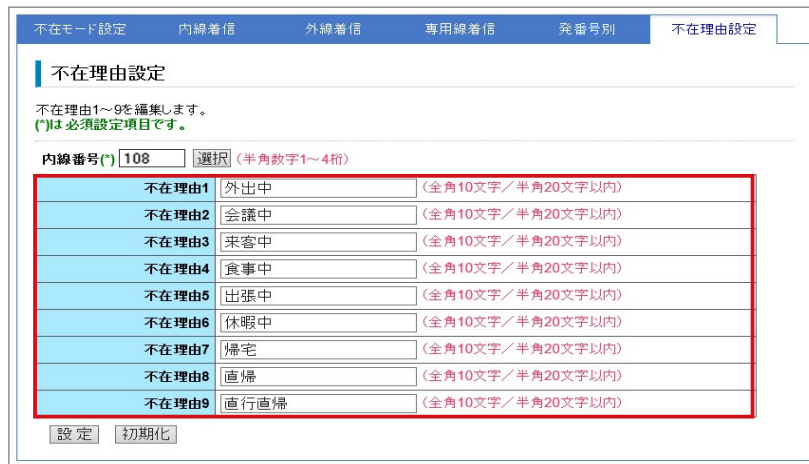 不在モード設定 内線着信 外線着信 専用線着信 発番号別 不在理由設定
不在理由設定
不在理由1～9を編集します。
(*)は必須設定項目です。
内線番号(*) 108 選択 (半角数字1～4桁)
不在理由1 外出中 (全角10文字／半角20文字以内)
不在理由2 会議中 (全角10文字／半角20文字以内)
不在理由3 来客中 (全角10文字／半角20文字以内)
不在理由4 食事中 (全角10文字／半角20文字以内)
不在理由5 出張中 (全角10文字／半角20文字以内)
不在理由6 休暇中 (全角10文字／半角20文字以内)
不在理由7 帰宅 (全角10文字／半角20文字以内)
不在理由8 直帰 (全角10文字／半角20文字以内)
不在理由9 直行直帰 (全角10文字／半角20文字以内)
設定 初期化